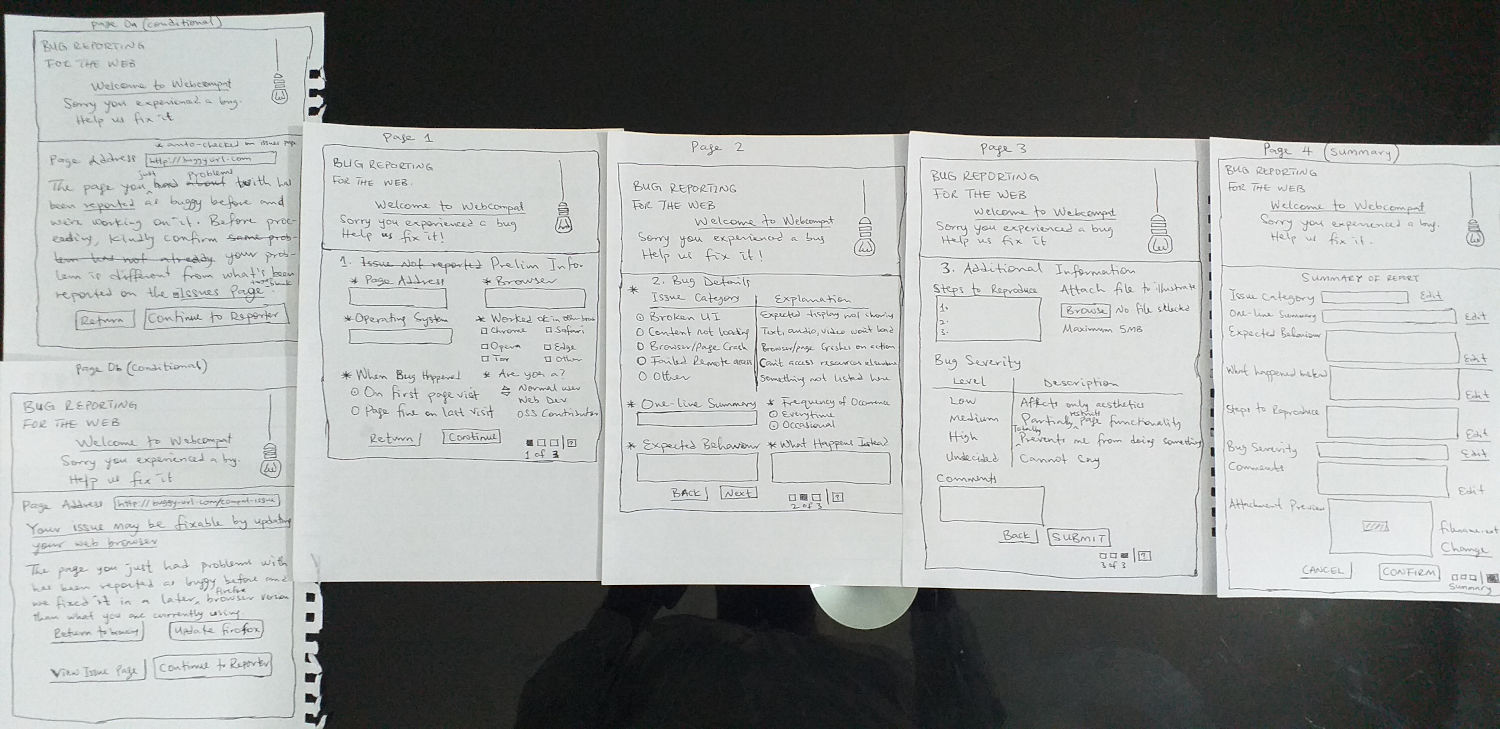 Page 0a (conditional)
BUG REPORTING
FOR THE WEB
Welcome to Webcompat
Sorry you experienced a bug.
Help us fix it
* auto-checked on issues page
Page Address http://buggyurl.com
just Problems
The page you had about with has
been reported as buggy before and
we're working on it. Before proc-
eeding, kindly confirm same prob-
lem has not already your prob-
lem is different from what's been
reported on the Issues Page.
Return Continue to Reporter
Page 0b (conditional)
BUG REPORTING
FOR THE WEB
Welcome to Webcompat
Sorry you experienced a bug.
Help us fix it
Page Address http://buggy-url.com/compat-issue
Your issue may be fixable by updating
your web browser
The page you just had problems with
has been reported as buggy before and
Firefox
we fixed it in a later browser version
than what you are currently using.
Return to Update Firefox
View Issue Page Continue to Reporter
Page 1
BUG REPORTING
FOR THE WEB.
Welcome to Webcompat
Sorry you experienced a bug
Help us fix it!
1. Issue Not reported Prelim Info.
* Page Address * Browser
* Operating System * Worked ok in other
Chrome Safari
Opera Edge
Tor Other
* When Bug Happened * Are you a?
On first page visit Normal user
Web Dev
Page fine on last visit OSS Contributor
Return Continue
1 of 3 ?
Page 2
BUG REPORTING
FOR THE WEB
Welcome to Webcompat
Sorry you experienced a bug
Help us fix it!
2. Bug Details
* Issue Category Explanation
Broken UI Expected display not showing
Content not loading Text, audio, video won't load
Browser/Page Crash Browser/page crashes on action
Failed Remote access Can't access resources elsewhere
Other Something not listed here
* One-line Summary * Frequency of Occurrence
Everytime
Occasional
* Expected Behaviour * What Happens Instead
BACK Next
2 of 3 ?
Page 3
BUG REPORTING
FOR THE WEB
Welcome to Webcompat
Sorry you experienced a bug
Help us fix it
3. Additional Information
Steps to Reproduce Attach file to illustrate
1.
2.
3.
Browse No file selected
Maximum 5MB
Bug Severity
Level Description
Low Affects only aesthetics
restricts
Medium Partially page functionality
Totally
High Prevents me from doing something
Undecided Cannot Say
Comments
Back SUBMIT
3 of 3 ?
Page 4 (Summary)
BUG REPORTING
FOR THE WEB
Welcome to Webcompat
Sorry you experienced a bug.
Help us fix it.
SUMMARY OF REPORT
Issue Category Edit
One-line Summary Edit
Expected Behaviour
Edit
What happened instead
Edit
Steps to Reproduce
Edit
Bug Severity Edit
Comments
Edit
Attachment Preview
filename.ext
Change
CANCEL CONFIRM
Summary